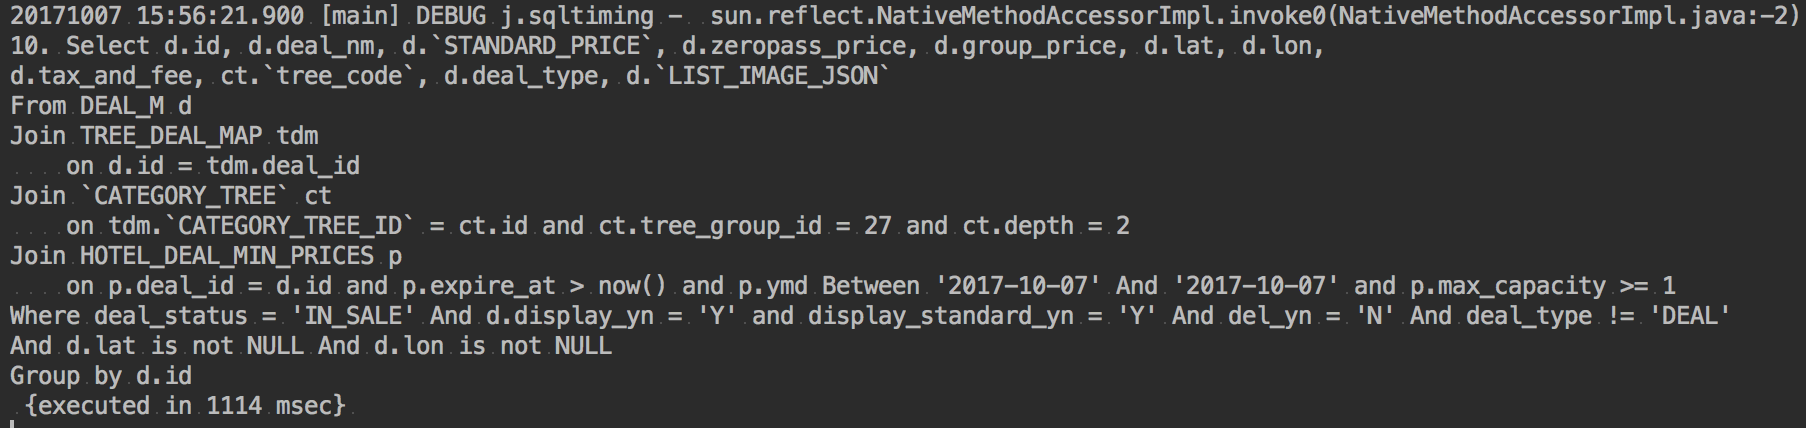 20171007 15:56:21.900 [main] DEBUG j.sqltiming -  sun.reflect.NativeMethodAccessorImpl.invoke0(NativeMethodAccessorImpl.java:-2)
10. Select d.id, d.deal_nm, d.`STANDARD_PRICE`, d.zeropass_price, d.group_price, d.lat, d.lon,
d.tax_and_fee, ct.`tree_code`, d.deal_type, d.`LIST_IMAGE_JSON`
From DEAL_M d
Join TREE_DEAL_MAP tdm
    on d.id = tdm.deal_id
Join `CATEGORY_TREE` ct
    on tdm.`CATEGORY_TREE_ID` = ct.id and ct.tree_group_id = 27 and ct.depth = 2
Join HOTEL_DEAL_MIN_PRICES p
    on p.deal_id = d.id and p.expire_at > now() and p.ymd Between '2017-10-07' And '2017-10-07' and p.max_capacity >= 1
Where deal_status = 'IN_SALE' And d.display_yn = 'Y' and display_standard_yn = 'Y' And del_yn = 'N' And deal_type != 'DEAL'
And d.lat is not NULL And d.lon is not NULL
Group by d.id
 {executed in 1114 msec}